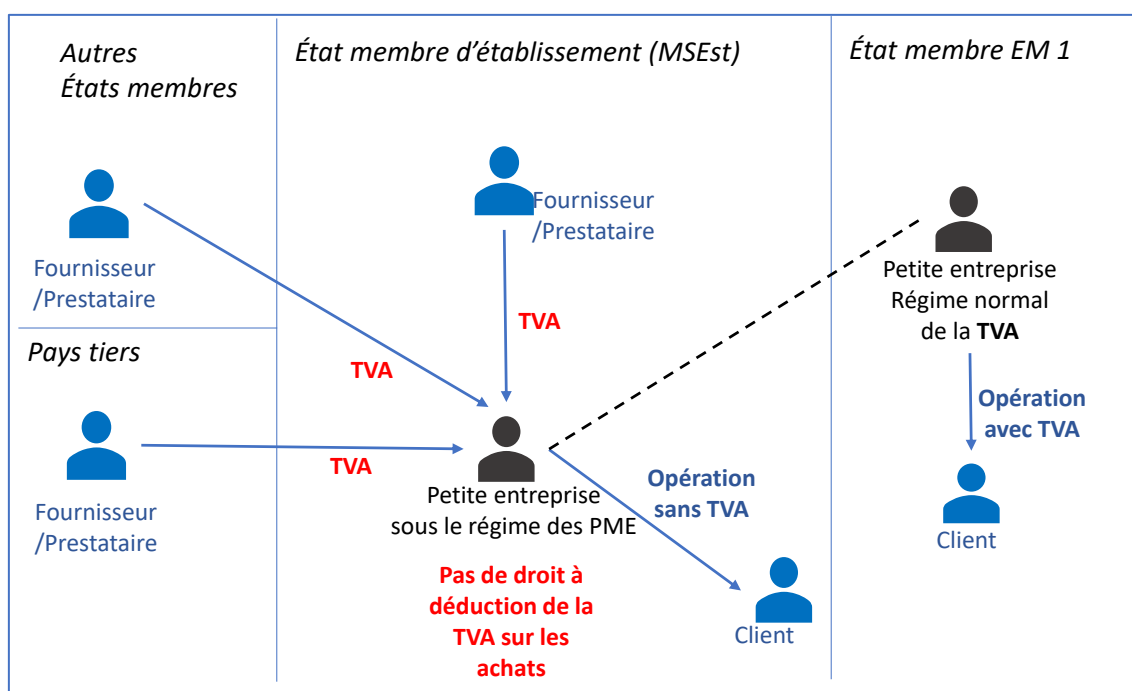 Autres
États membres
État membre d’établissement (MSEst)
État membre EM 1
Fournisseur
/Prestataire
Fournisseur
/Prestataire
Petite entreprise
Régime normal
de la TVA
TVA
TVA
Pays tiers
Opération
avec TVA
TVA
Fournisseur
/Prestataire
Petite entreprise
sous le régime des PME
Opération
sans TVA
Client
Pas de droit à
déduction de la
TVA sur les
achats
Client